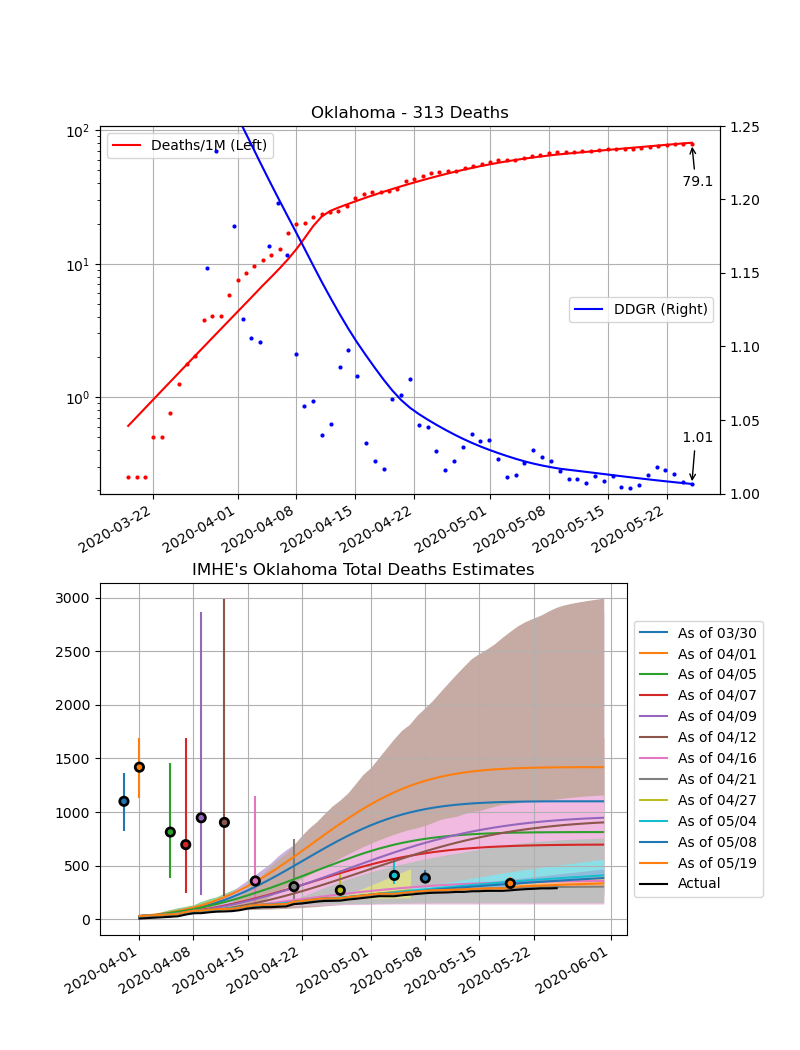 Oklahoma - 313 Deaths
10²
10¹
10⁰
Deaths/1M (Left)
DDGR (Right)
79.1
1.01
1.25
1.20
1.15
1.10
1.05
1.00
2020-03-22
2020-04-01
2020-04-08
2020-04-15
2020-04-22
2020-05-01
2020-05-08
2020-05-15
2020-05-22
IMHE's Oklahoma Total Deaths Estimates
3000
2500
2000
1500
1000
500
0
2020-04-01
2020-04-08
2020-04-15
2020-04-22
2020-05-01
2020-05-08
2020-05-15
2020-05-22
2020-06-01
As of 03/30
As of 04/01
As of 04/05
As of 04/07
As of 04/09
As of 04/12
As of 04/16
As of 04/21
As of 04/27
As of 05/04
As of 05/08
As of 05/19
Actual